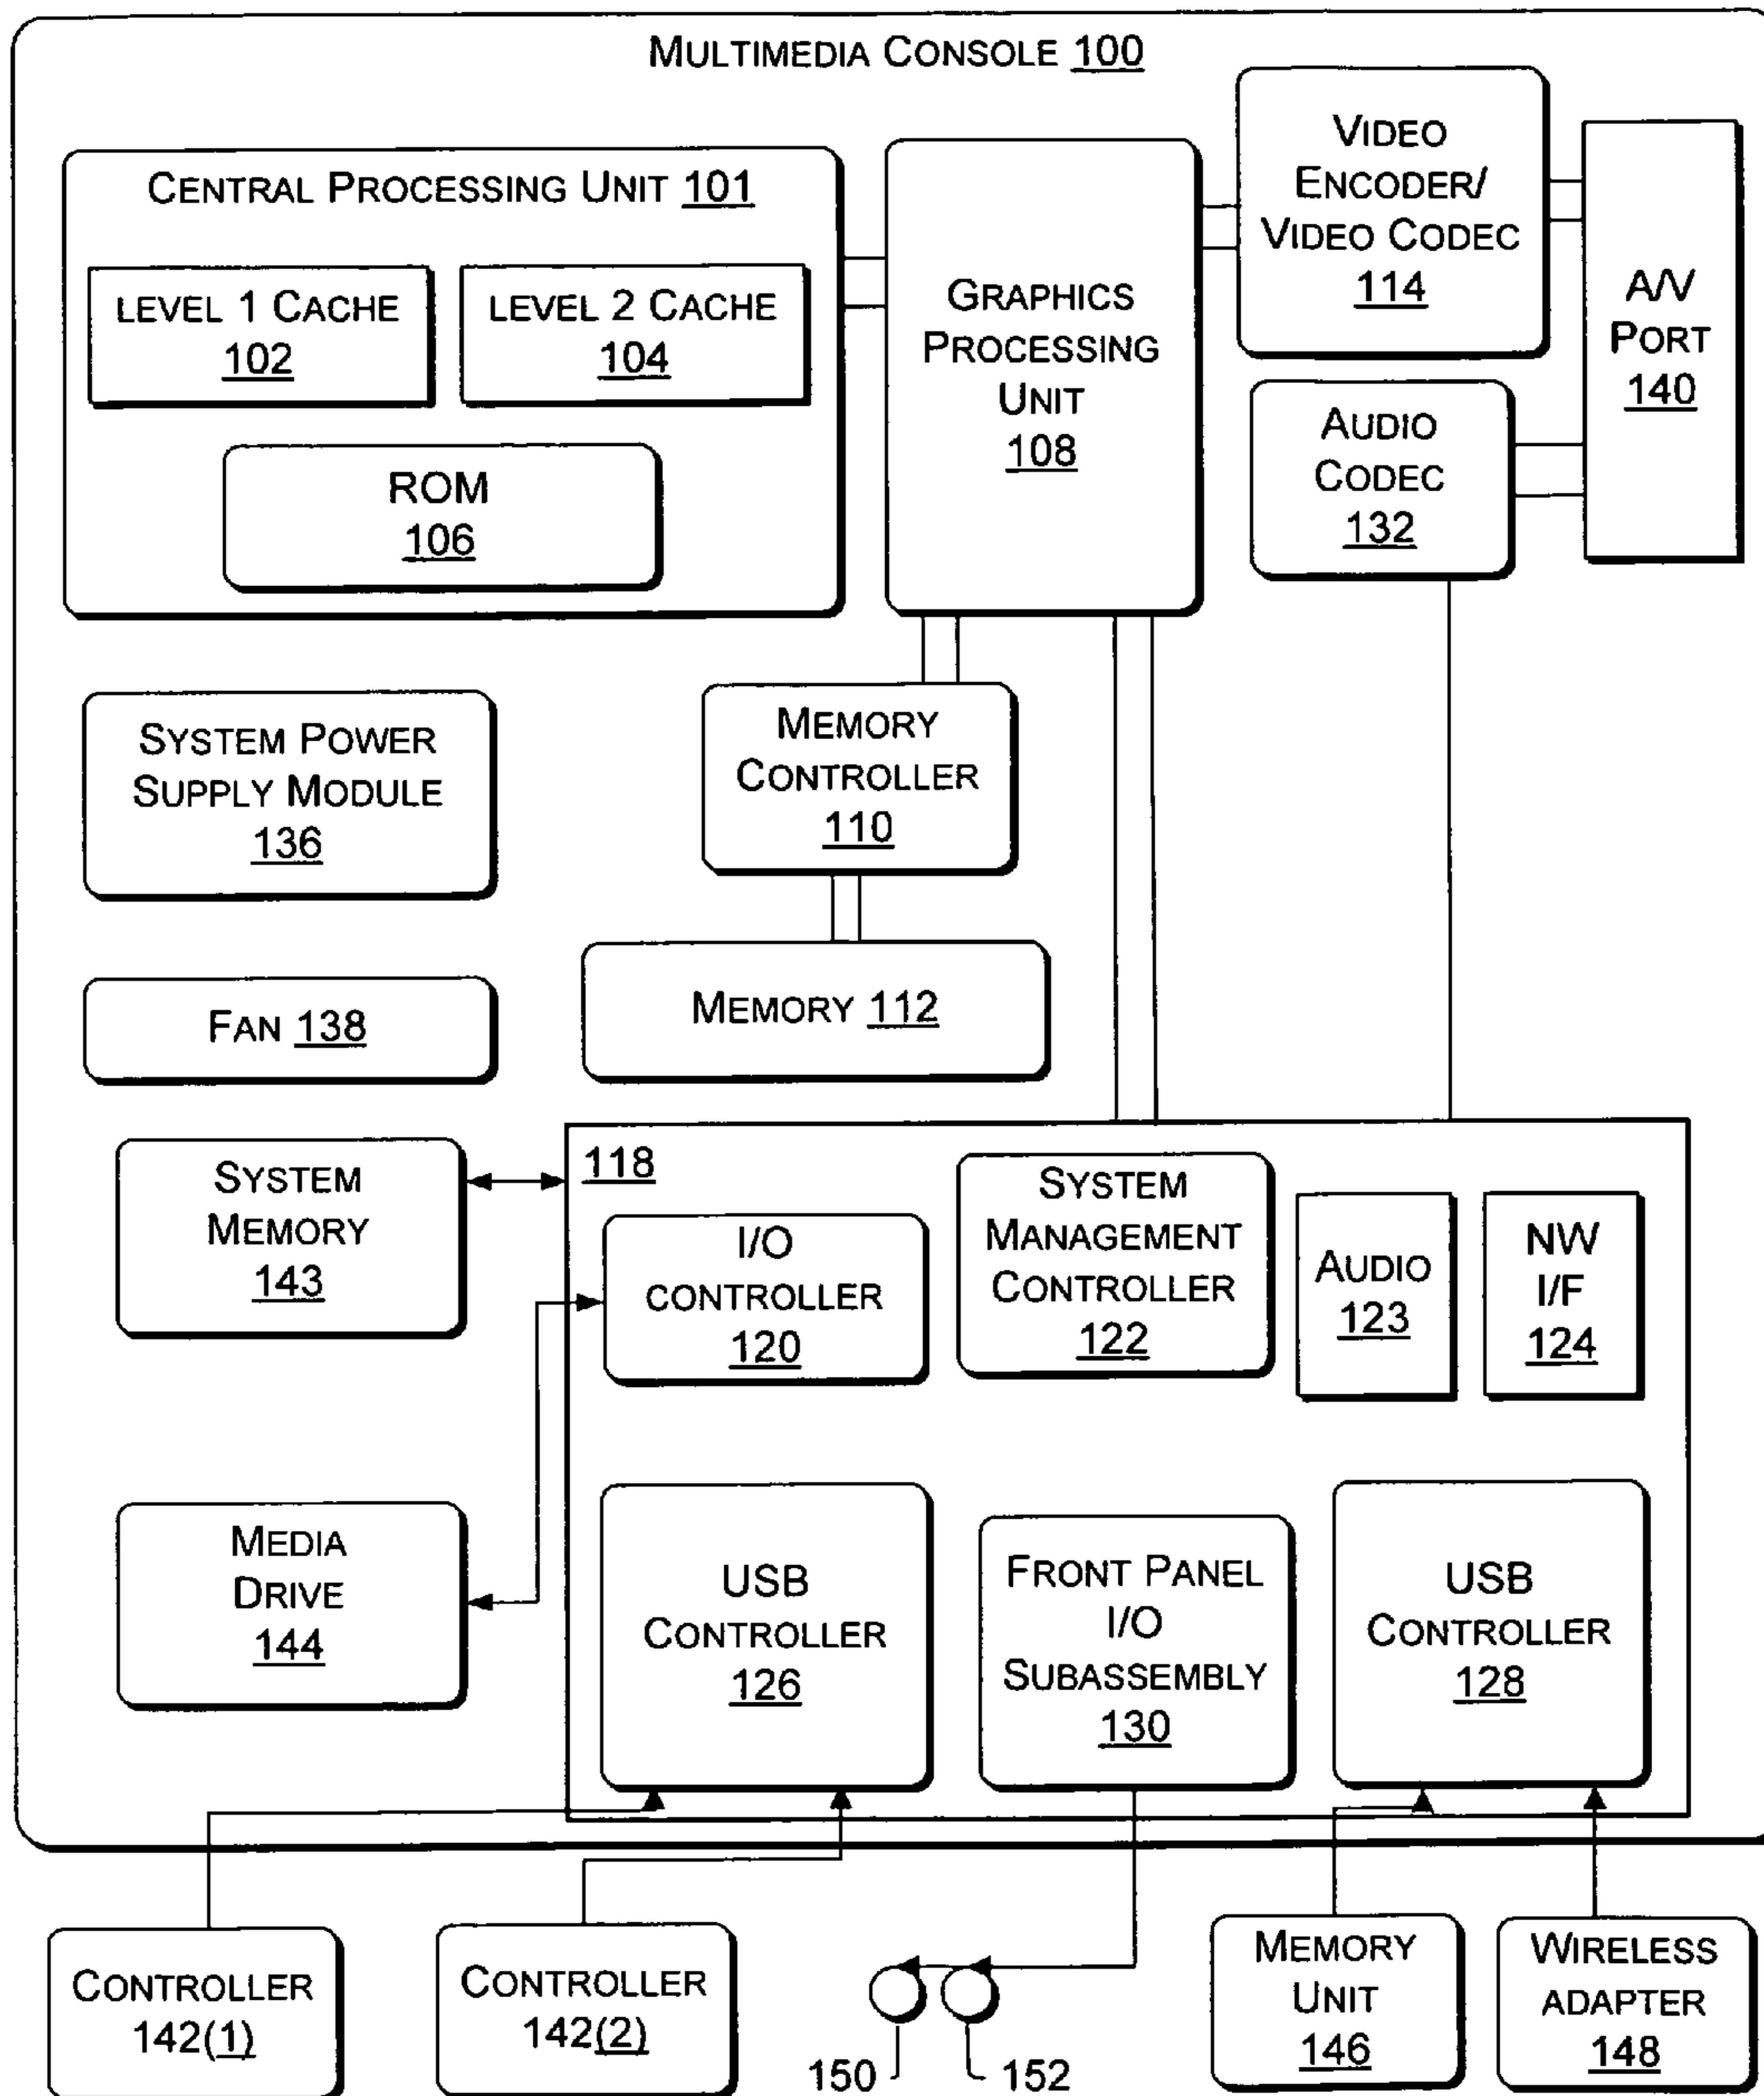 MULTIMEDIA CONSOLE 100
CENTRAL PROCESSING UNIT 101
LEVEL 1 CACHE
102
LEVEL 2 CACHE
104
ROM
106
GRAPHICS
PROCESSING
UNIT
108
VIDEO
ENCODER/
VIDEO CODEC
114
A/V
PORT
140
AUDIO
CODEC
132
SYSTEM POWER
SUPPLY MODULE
136
MEMORY
CONTROLLER
110
FAN 138
MEMORY 112
SYSTEM
MEMORY
143
118
I/O
CONTROLLER
120
SYSTEM
MANAGEMENT
CONTROLLER
122
AUDIO
123
NW
I/F
124
MEDIA
DRIVE
144
USB
CONTROLLER
126
FRONT PANEL
I/O
SUBASSEMBLY
130
USB
CONTROLLER
128
CONTROLLER
142(1)
CONTROLLER
142(2)
150
152
MEMORY
UNIT
146
WIRELESS
ADAPTER
148